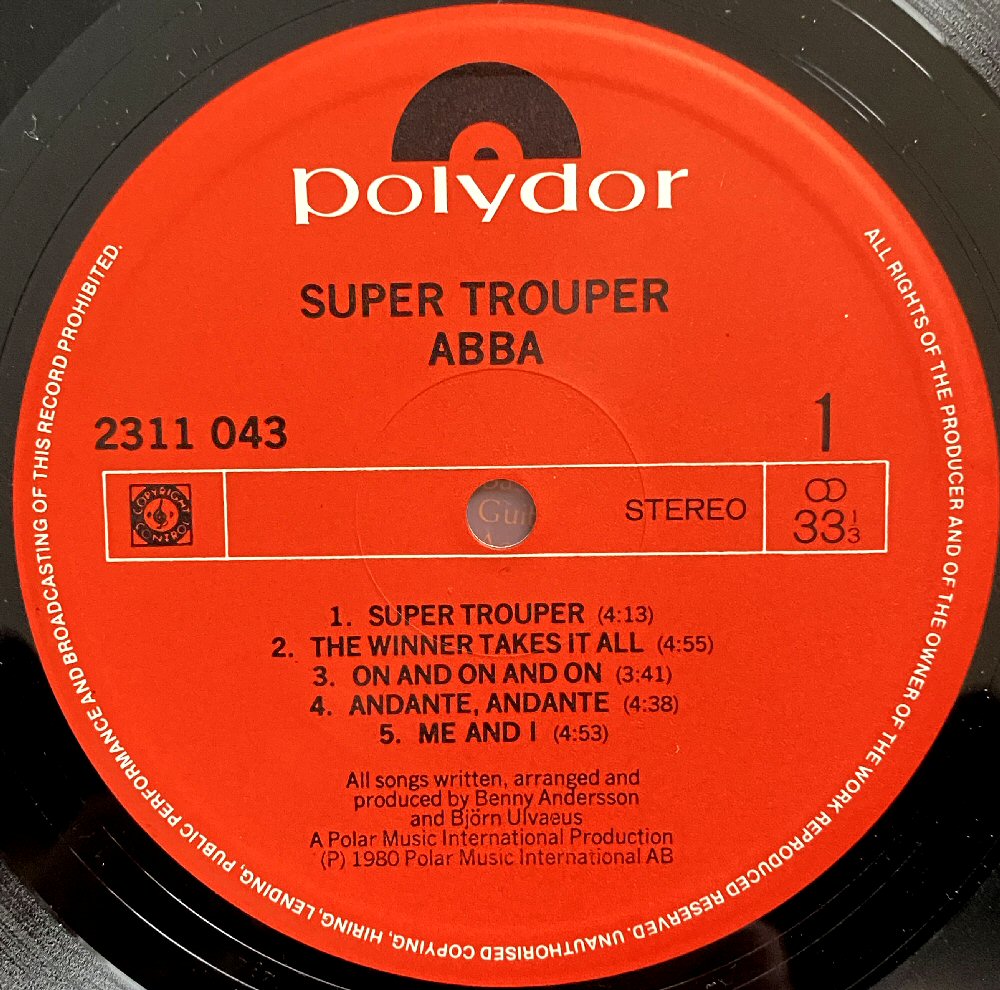 polydor
SUPER TROUPER
ABBA
2311 043
1
COPYRIGHT
CONTROL
STEREO
33 1/3
1. SUPER TROUPER (4:13)
2. THE WINNER TAKES IT ALL (4:55)
3. ON AND ON AND ON (3:41)
4. ANDANTE, ANDANTE (4:38)
5. ME AND I (4:53)
All songs written, arranged and
produced by Benny Andersson
and Björn Ulvaeus
A Polar Music International Production
(P) 1980 Polar Music International AB
ALL RIGHTS OF THE PRODUCER AND OF THE OWNER OF THE WORK REPRODUCED RESERVED. UNAUTHORISED COPYING, HIRING, LENDING, PUBLIC PERFORMANCE AND BROADCASTING OF THIS RECORD PROHIBITED.